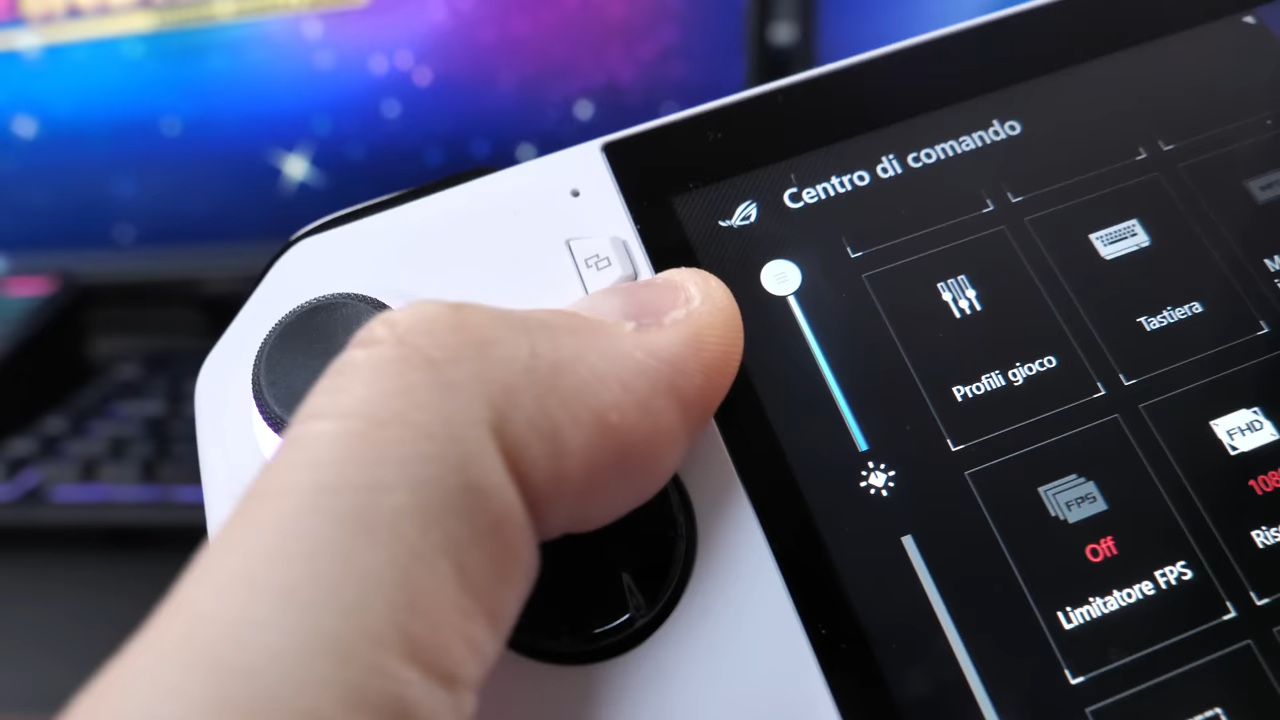 Centro di comando
Profili gioco
Tastiera
FPS
Off
Limitatore FPS
FHD